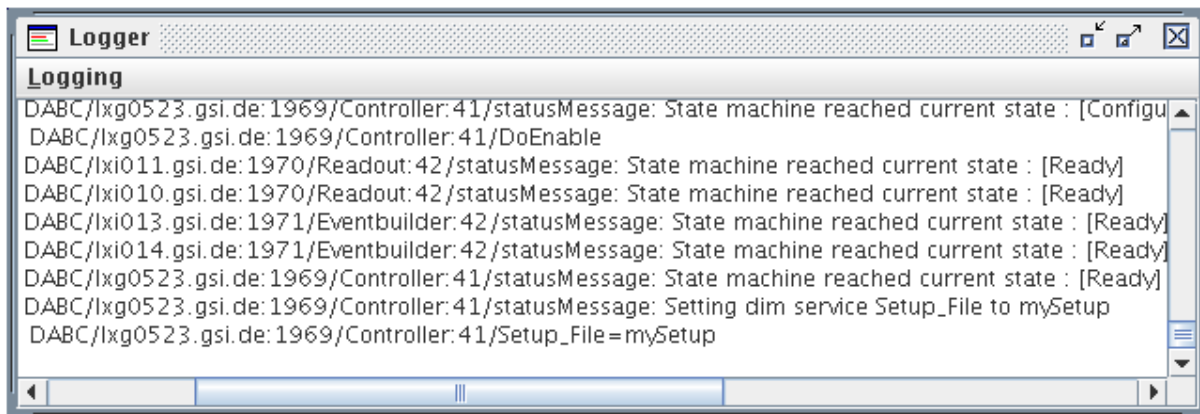 Logger
Logging
DABC/lxg0523.gsi.de:1969/Controller:41/statusMessage: State machine reached current state : [Configu
DABC/lxg0523.gsi.de:1969/Controller:41/DoEnable
DABC/lxi011.gsi.de:1970/Readout:42/statusMessage: State machine reached current state : [Ready]
DABC/lxi010.gsi.de:1970/Readout:42/statusMessage: State machine reached current state : [Ready]
DABC/lxi013.gsi.de:1971/Eventbuilder:42/statusMessage: State machine reached current state : [Ready]
DABC/lxi014.gsi.de:1971/Eventbuilder:42/statusMessage: State machine reached current state : [Ready]
DABC/lxg0523.gsi.de:1969/Controller:41/statusMessage: State machine reached current state : [Ready]
DABC/lxg0523.gsi.de:1969/Controller:41/statusMessage: Setting dim service Setup_File to mySetup
DABC/lxg0523.gsi.de:1969/Controller:41/Setup_File=mySetup